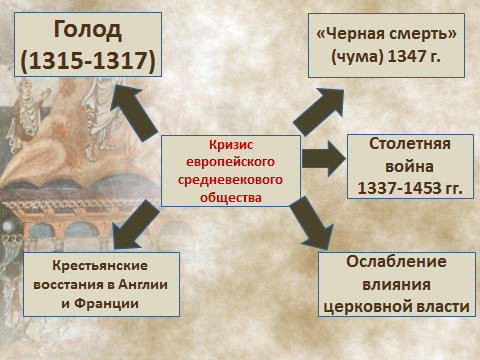 Голод
(1315-1317)
«Черная смерть»
(чума) 1347 г.
Кризис
европейского
средневекового
общества
Столетняя
война
1337-1453 гг.
Крестьянские
восстания в Англии
и Франции
Ослабление
влияния
церковной власти